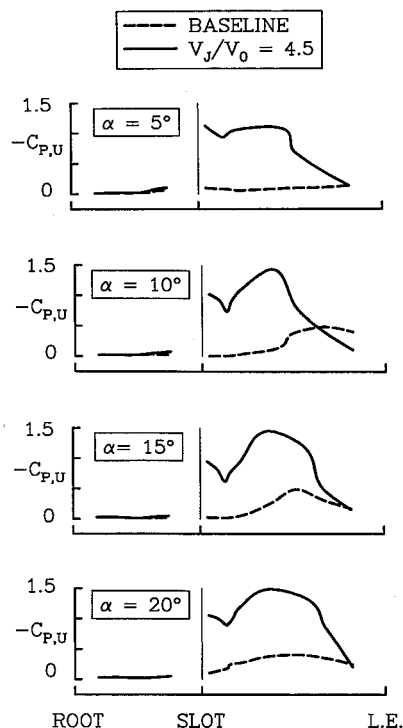 BASELINE
V_J/V_0 = 4.5
1.5
α = 5°
-C_P,U
0
1.5
α = 10°
-C_P,U
0
1.5
α= 15°
-C_P,U
0
1.5
α = 20°
-C_P,U
0
ROOT SLOT L.E.